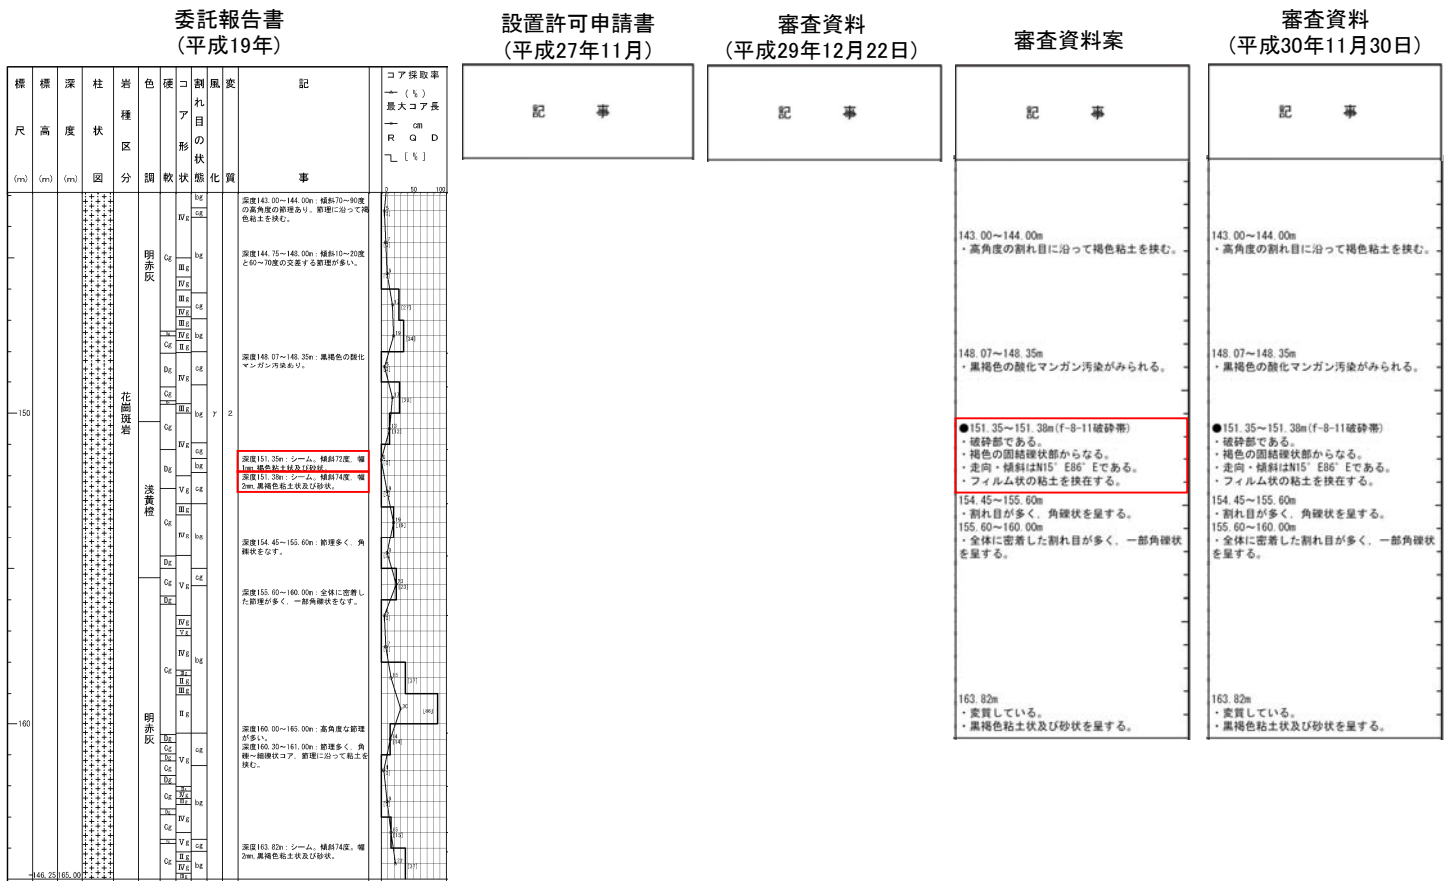 委託報告書
(平成19年)
設置許可申請書
(平成27年11月)
審査資料
(平成29年12月22日)
審査資料案
審査資料
(平成30年11月30日)
標尺(m)
標高(m)
深度(m)
柱状図
岩種区分
色調
硬軟
コア形状
割れ目の状態
風化
変質
記事
コア採取率
(%)
最大コア長
cm
RQD
[%]
0 50 100
150
160
-146.25
165.00
花崗斑岩
明赤灰
浅黄橙
明赤灰
γ
2
深度143.00~144.00m:傾斜70~90度
の高角度の節理あり、節理に沿って褐
色粘土を挟む。
深度144.75~148.00m:傾斜10~20度
と60~70度の交差する節理が多い。
深度148.07~148.35m:黒褐色の酸化
マンガン汚染あり。
深度151.35m:シーム。傾斜72度、幅
1mm,褐色粘土状及び砂状。
深度151.38m:シーム。傾斜74度、幅
2mm,黒褐色粘土状及び砂状。
深度154.45~155.60m:節理多く、角
礫状をなす。
深度155.60~160.00m:全体に密着し
た節理が多く、一部角礫状をなす。
深度160.00~165.00m:高角度な節理
が多い。
深度160.30~161.00m:節理多く、角
礫~細礫状コア、節理に沿って粘土を
挟む。
深度163.82m:シーム。傾斜74度、幅
2mm,黒褐色粘土状及び砂状。
記 事
記 事
記 事
143.00~144.00m
・高角度の割れ目に沿って褐色粘土を挟む。
148.07~148.35m
・黒褐色の酸化マンガン汚染がみられる。
●151.35~151.38m(f-8-11破砕帯)
・破砕部である。
・褐色の固結礫状部からなる。
・走向・傾斜はN15°E86°Eである。
・フィルム状の粘土を挟在する。
154.45~155.60m
・割れ目が多く、角礫状を呈する。
155.60~160.00m
・全体に密着した割れ目が多く、一部角礫状
を呈する。
163.82m
・変質している。
・黒褐色粘土状及び砂状を呈する。
記 事
143.00~144.00m
・高角度の割れ目に沿って褐色粘土を挟む。
148.07~148.35m
・黒褐色の酸化マンガン汚染がみられる。
●151.35~151.38m(f-8-11破砕帯)
・破砕部である。
・褐色の固結礫状部からなる。
・走向・傾斜はN15°E86°Eである。
・フィルム状の粘土を挟在する。
154.45~155.60m
・割れ目が多く、角礫状を呈する。
155.60~160.00m
・全体に密着した割れ目が多く、一部角礫状
を呈する。
163.82m
・変質している。
・黒褐色粘土状及び砂状を呈する。